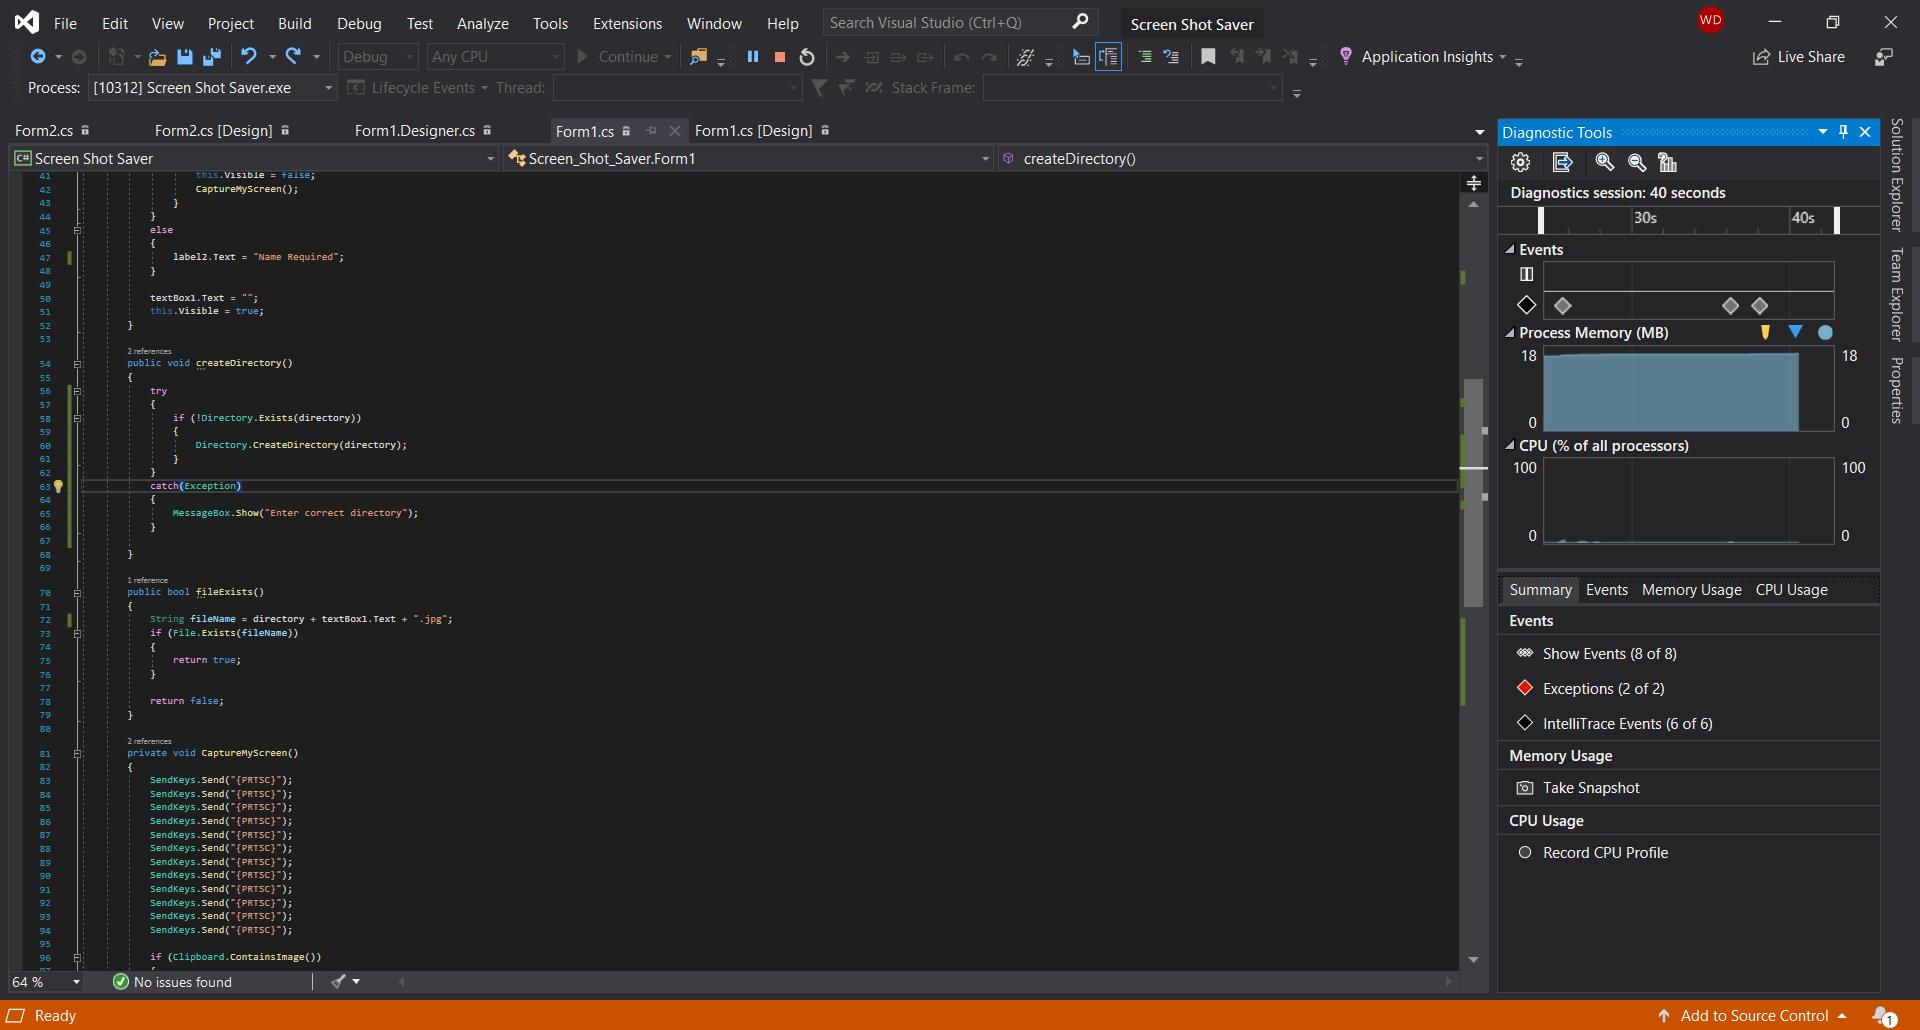 File Edit View Project Build Debug Test Analyze Tools Extensions Window Help Search Visual Studio (Ctrl+Q) Screen Shot Saver WD
Debug Any CPU Continue Application Insights Live Share
Process: [10312] Screen Shot Saver.exe Lifecycle Events Thread: Stack Frame:
Form2.cs Form2.cs [Design] Form1.Designer.cs Form1.cs Form1.cs [Design]
C# Screen Shot Saver Screen_Shot_Saver.Form1 createDirectory()
41 this.Visible = false;
42 CaptureMyScreen();
43 }
44 }
45 else
46 {
47 label2.Text = "Name Required";
48 }
49
50 textBox1.Text = "";
51 this.Visible = true;
52 }
53
2 references
54 public void createDirectory()
55 {
56 try
57 {
58 if (!Directory.Exists(directory))
59 {
60 Directory.CreateDirectory(directory);
61 }
62 }
63 catch(Exception)
64 {
65 MessageBox.Show("Enter correct directory");
66 }
67
68 }
69
1 reference
70 public bool fileExists()
71 {
72 String fileName = directory + textBox1.Text + ".jpg";
73 if (File.Exists(fileName))
74 {
75 return true;
76 }
77
78 return false;
79 }
80
2 references
81 private void CaptureMyScreen()
82 {
83 SendKeys.Send("{PRTSC}");
84 SendKeys.Send("{PRTSC}");
85 SendKeys.Send("{PRTSC}");
86 SendKeys.Send("{PRTSC}");
87 SendKeys.Send("{PRTSC}");
88 SendKeys.Send("{PRTSC}");
89 SendKeys.Send("{PRTSC}");
90 SendKeys.Send("{PRTSC}");
91 SendKeys.Send("{PRTSC}");
92 SendKeys.Send("{PRTSC}");
93 SendKeys.Send("{PRTSC}");
94 SendKeys.Send("{PRTSC}");
95
96 if (Clipboard.ContainsImage())
64 % No issues found
Diagnostic Tools
Diagnostics session: 40 seconds
30s 40s
Events
Process Memory (MB)
18 18
0 0
CPU (% of all processors)
100 100
0 0
Summary Events Memory Usage CPU Usage
Events
Show Events (8 of 8)
Exceptions (2 of 2)
IntelliTrace Events (6 of 6)
Memory Usage
Take Snapshot
CPU Usage
Record CPU Profile
Solution Explorer
Team Explorer
Properties
Ready Add to Source Control 1